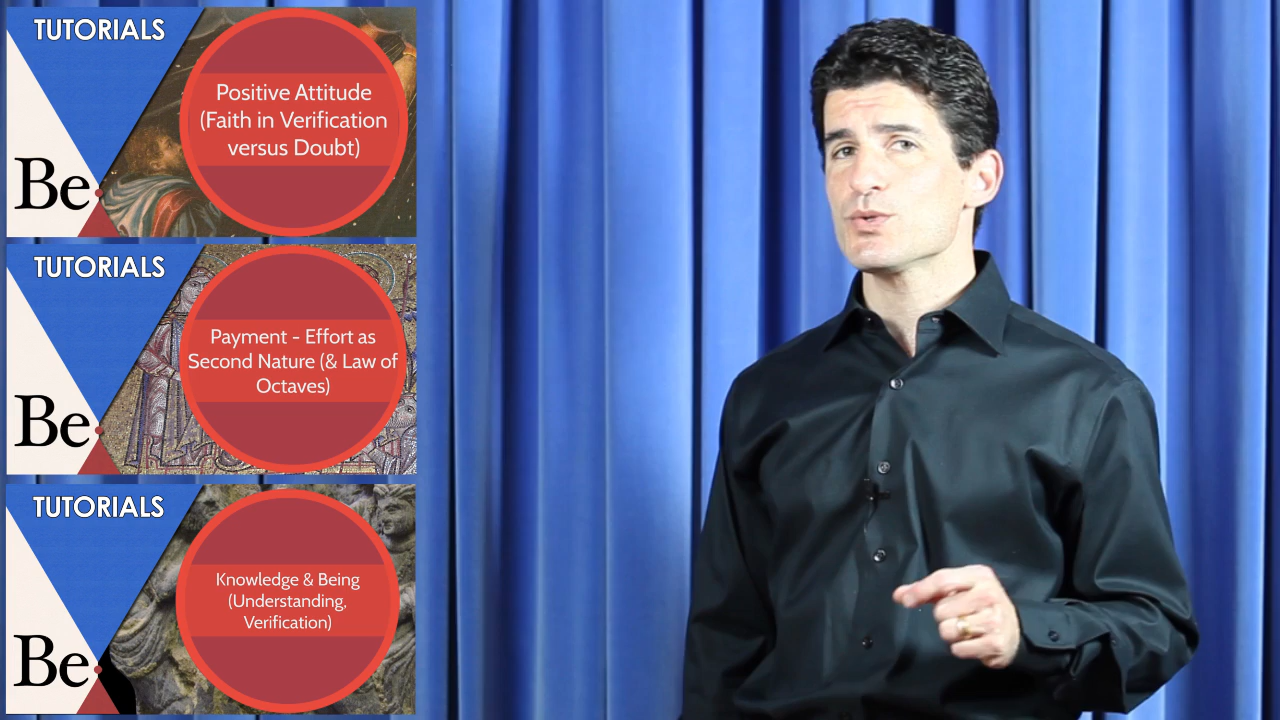 TUTORIALS
Positive Attitude
(Faith in Verification
versus Doubt)
Be.
TUTORIALS
Payment - Effort as
Second Nature (& Law of
Octaves)
Be.
TUTORIALS
Knowledge & Being
(Understanding,
Verification)
Be.